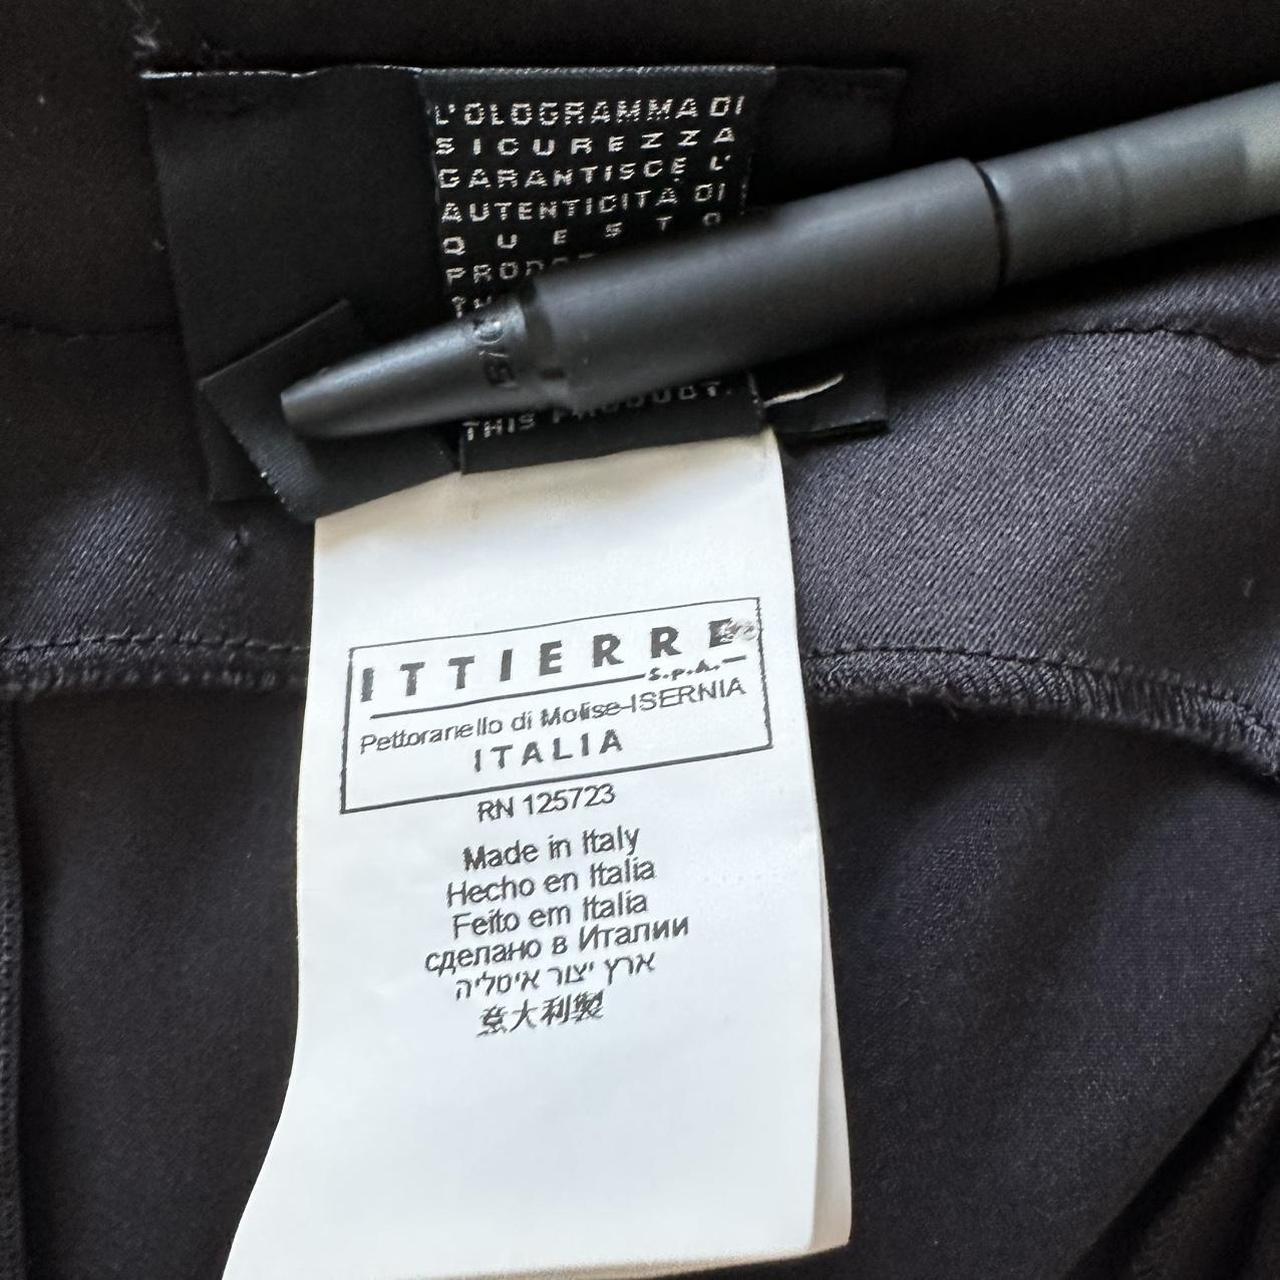 L'OLOGRAMMA DI
SICUREZZA
GARANTISCE L'
AUTENTICITÀ DI
QUESTO
THIS PRODUCT.
ITTIERRE
S.p.A.
Pettoranello di Molise-ISERNIA
ITALIA
RN 125723
Made in Italy
Hecho en Italia
Feito em Italia
сделано в Италии
ארץ יצור איטליה
意大利製